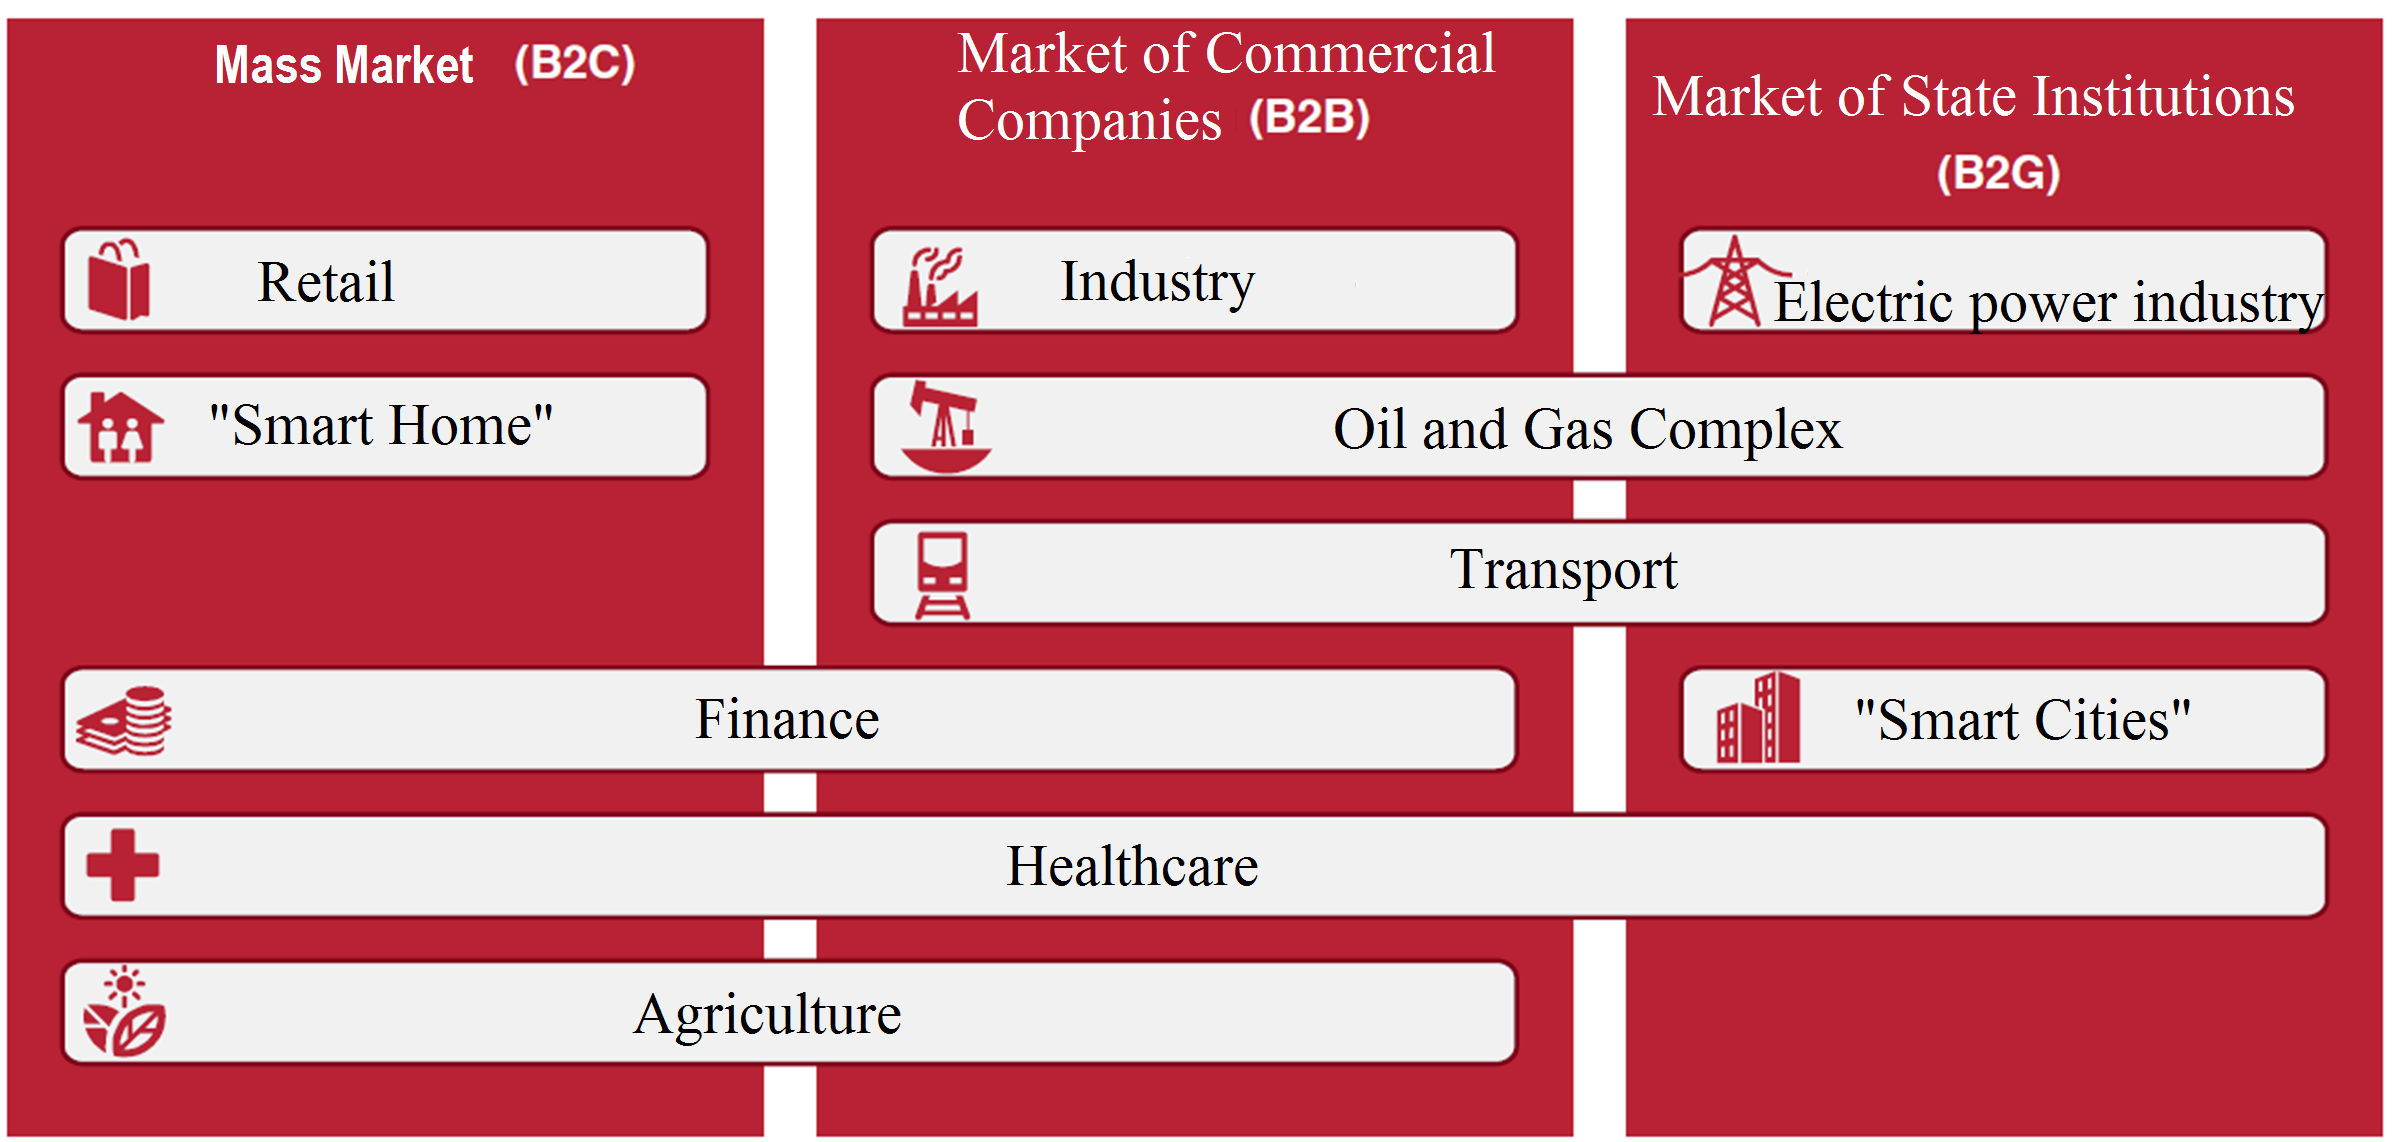 Mass Market (B2C)
Market of Commercial
Companies (B2B)
Market of State Institutions
(B2G)
Retail
Industry
Electric power industry
"Smart Home"
Oil and Gas Complex
Transport
Finance
"Smart Cities"
Healthcare
Agriculture